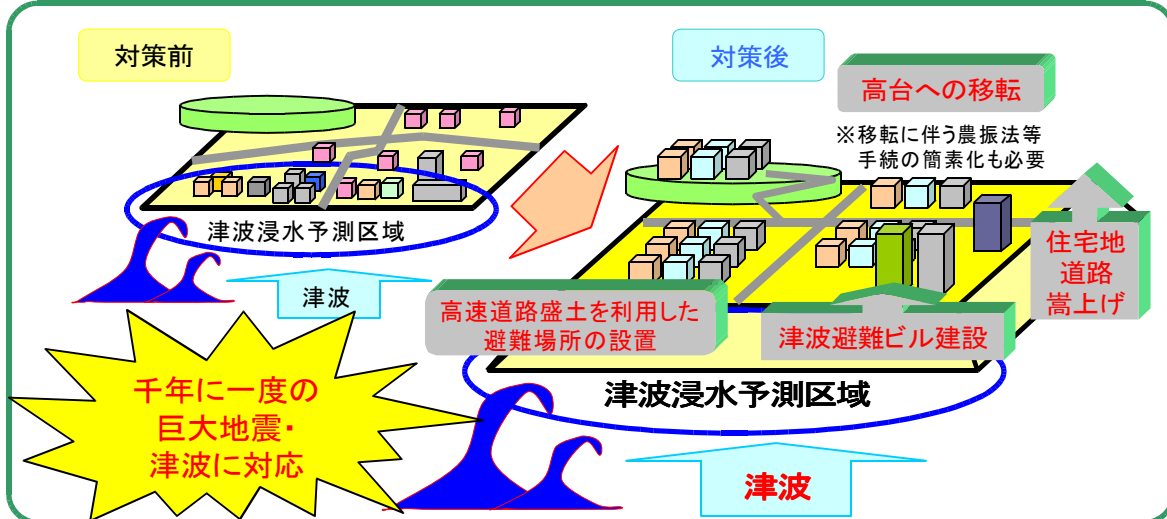 対策前
津波浸水予測区域
津波
千年に一度の
巨大地震・
津波に対応
対策後
高台への移転
※移転に伴う農振法等
手続の簡素化も必要
住宅地
道路
嵩上げ
高速道路盛土を利用した
避難場所の設置
津波避難ビル建設
津波浸水予測区域
津波